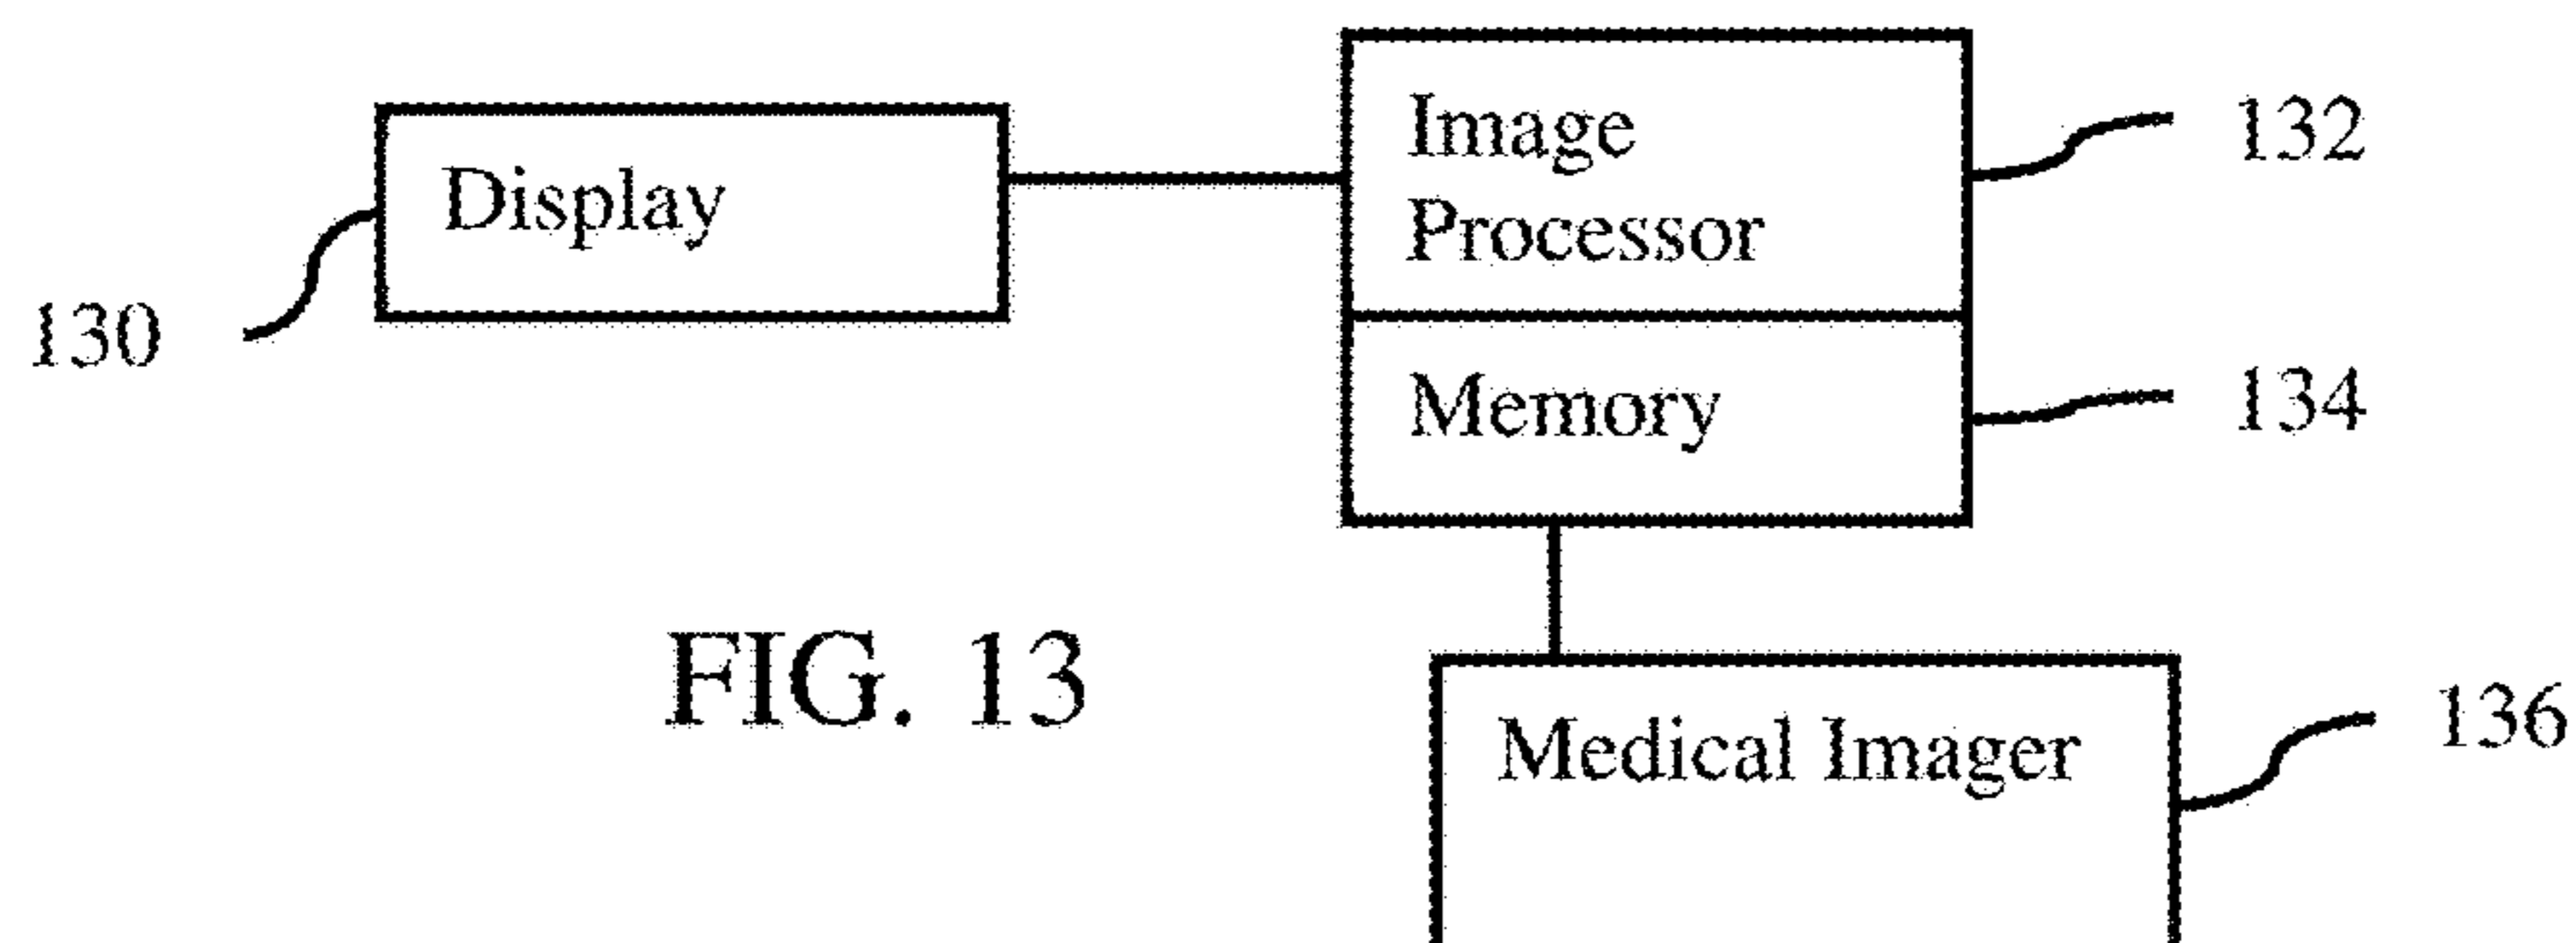 Image
Processor
132
Display
130
Memory
134
FIG. 13
Medical Imager
136